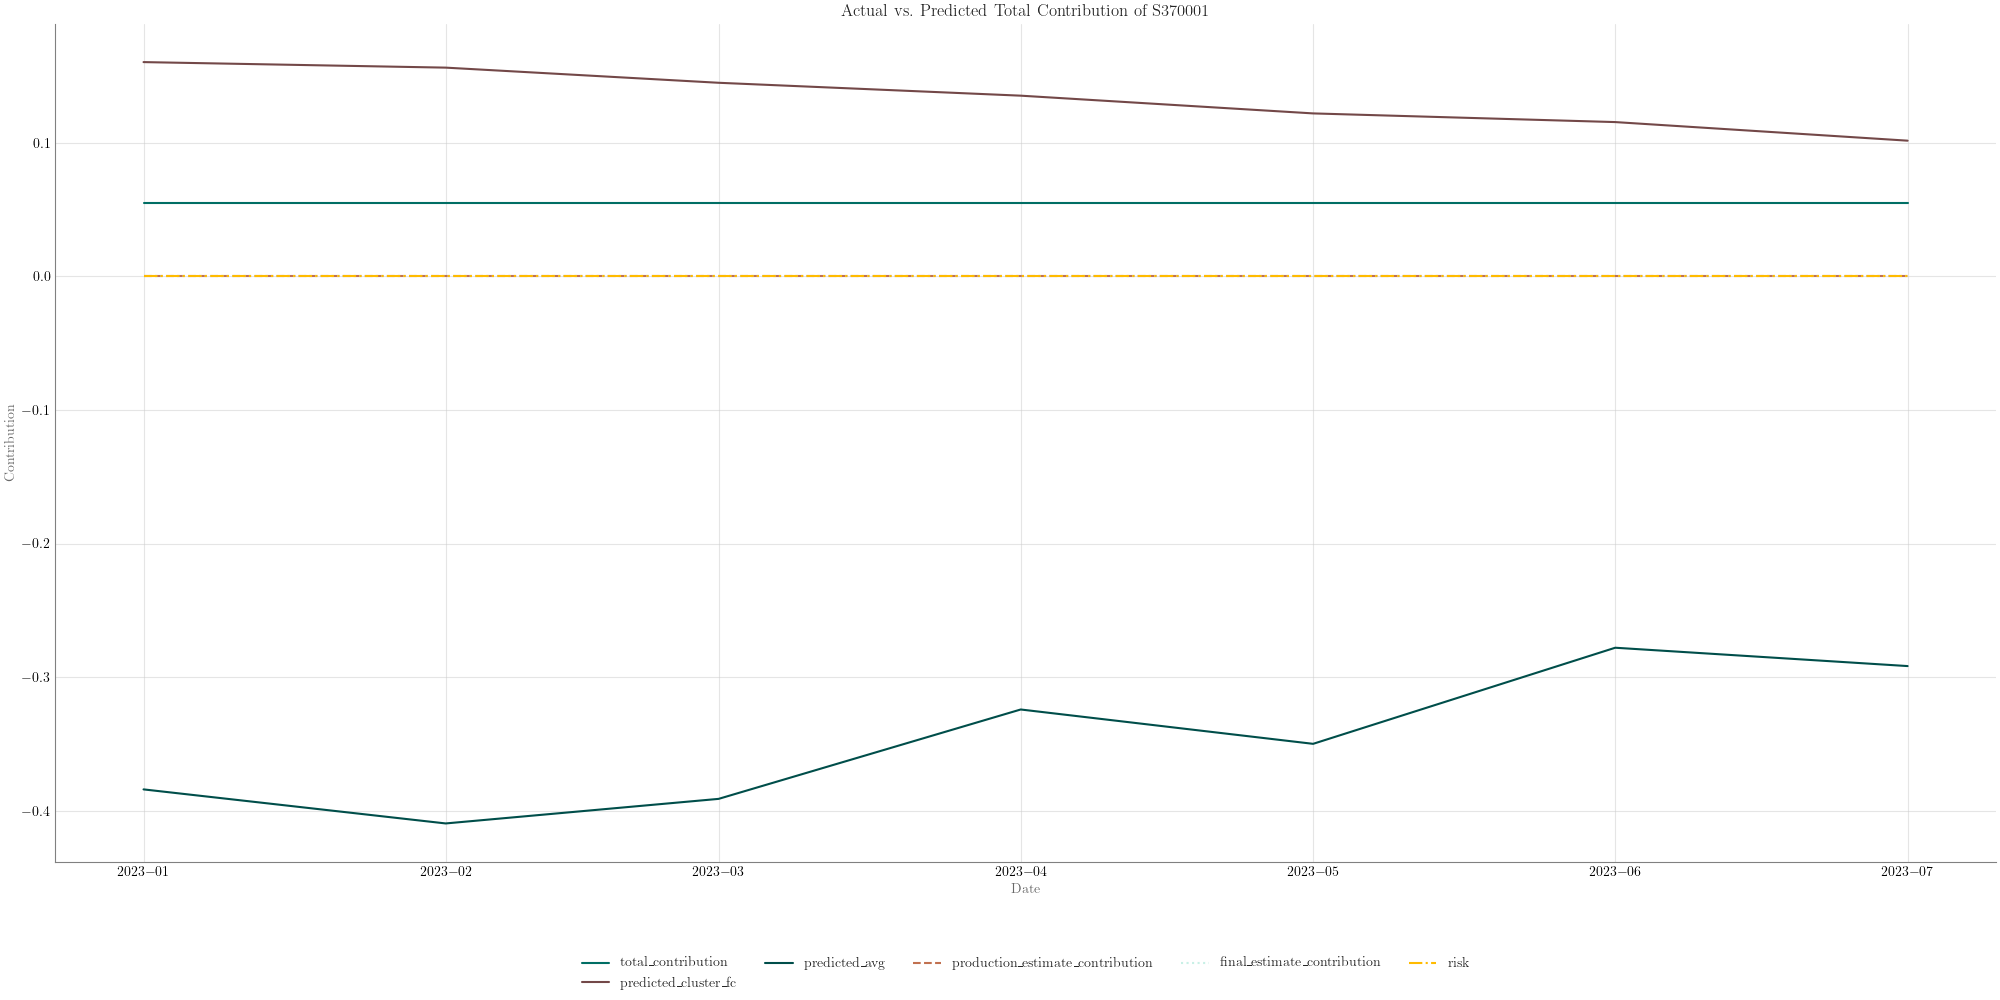 Actual vs. Predicted Total Contribution of S370001
Contribution
0.1
0.0
−0.1
−0.2
−0.3
−0.4
2023−01 2023−02 2023−03 2023−04 2023−05 2023−06 2023−07
Date
total_contribution predicted_avg production_estimate_contribution final_estimate_contribution risk
predicted_cluster_fc